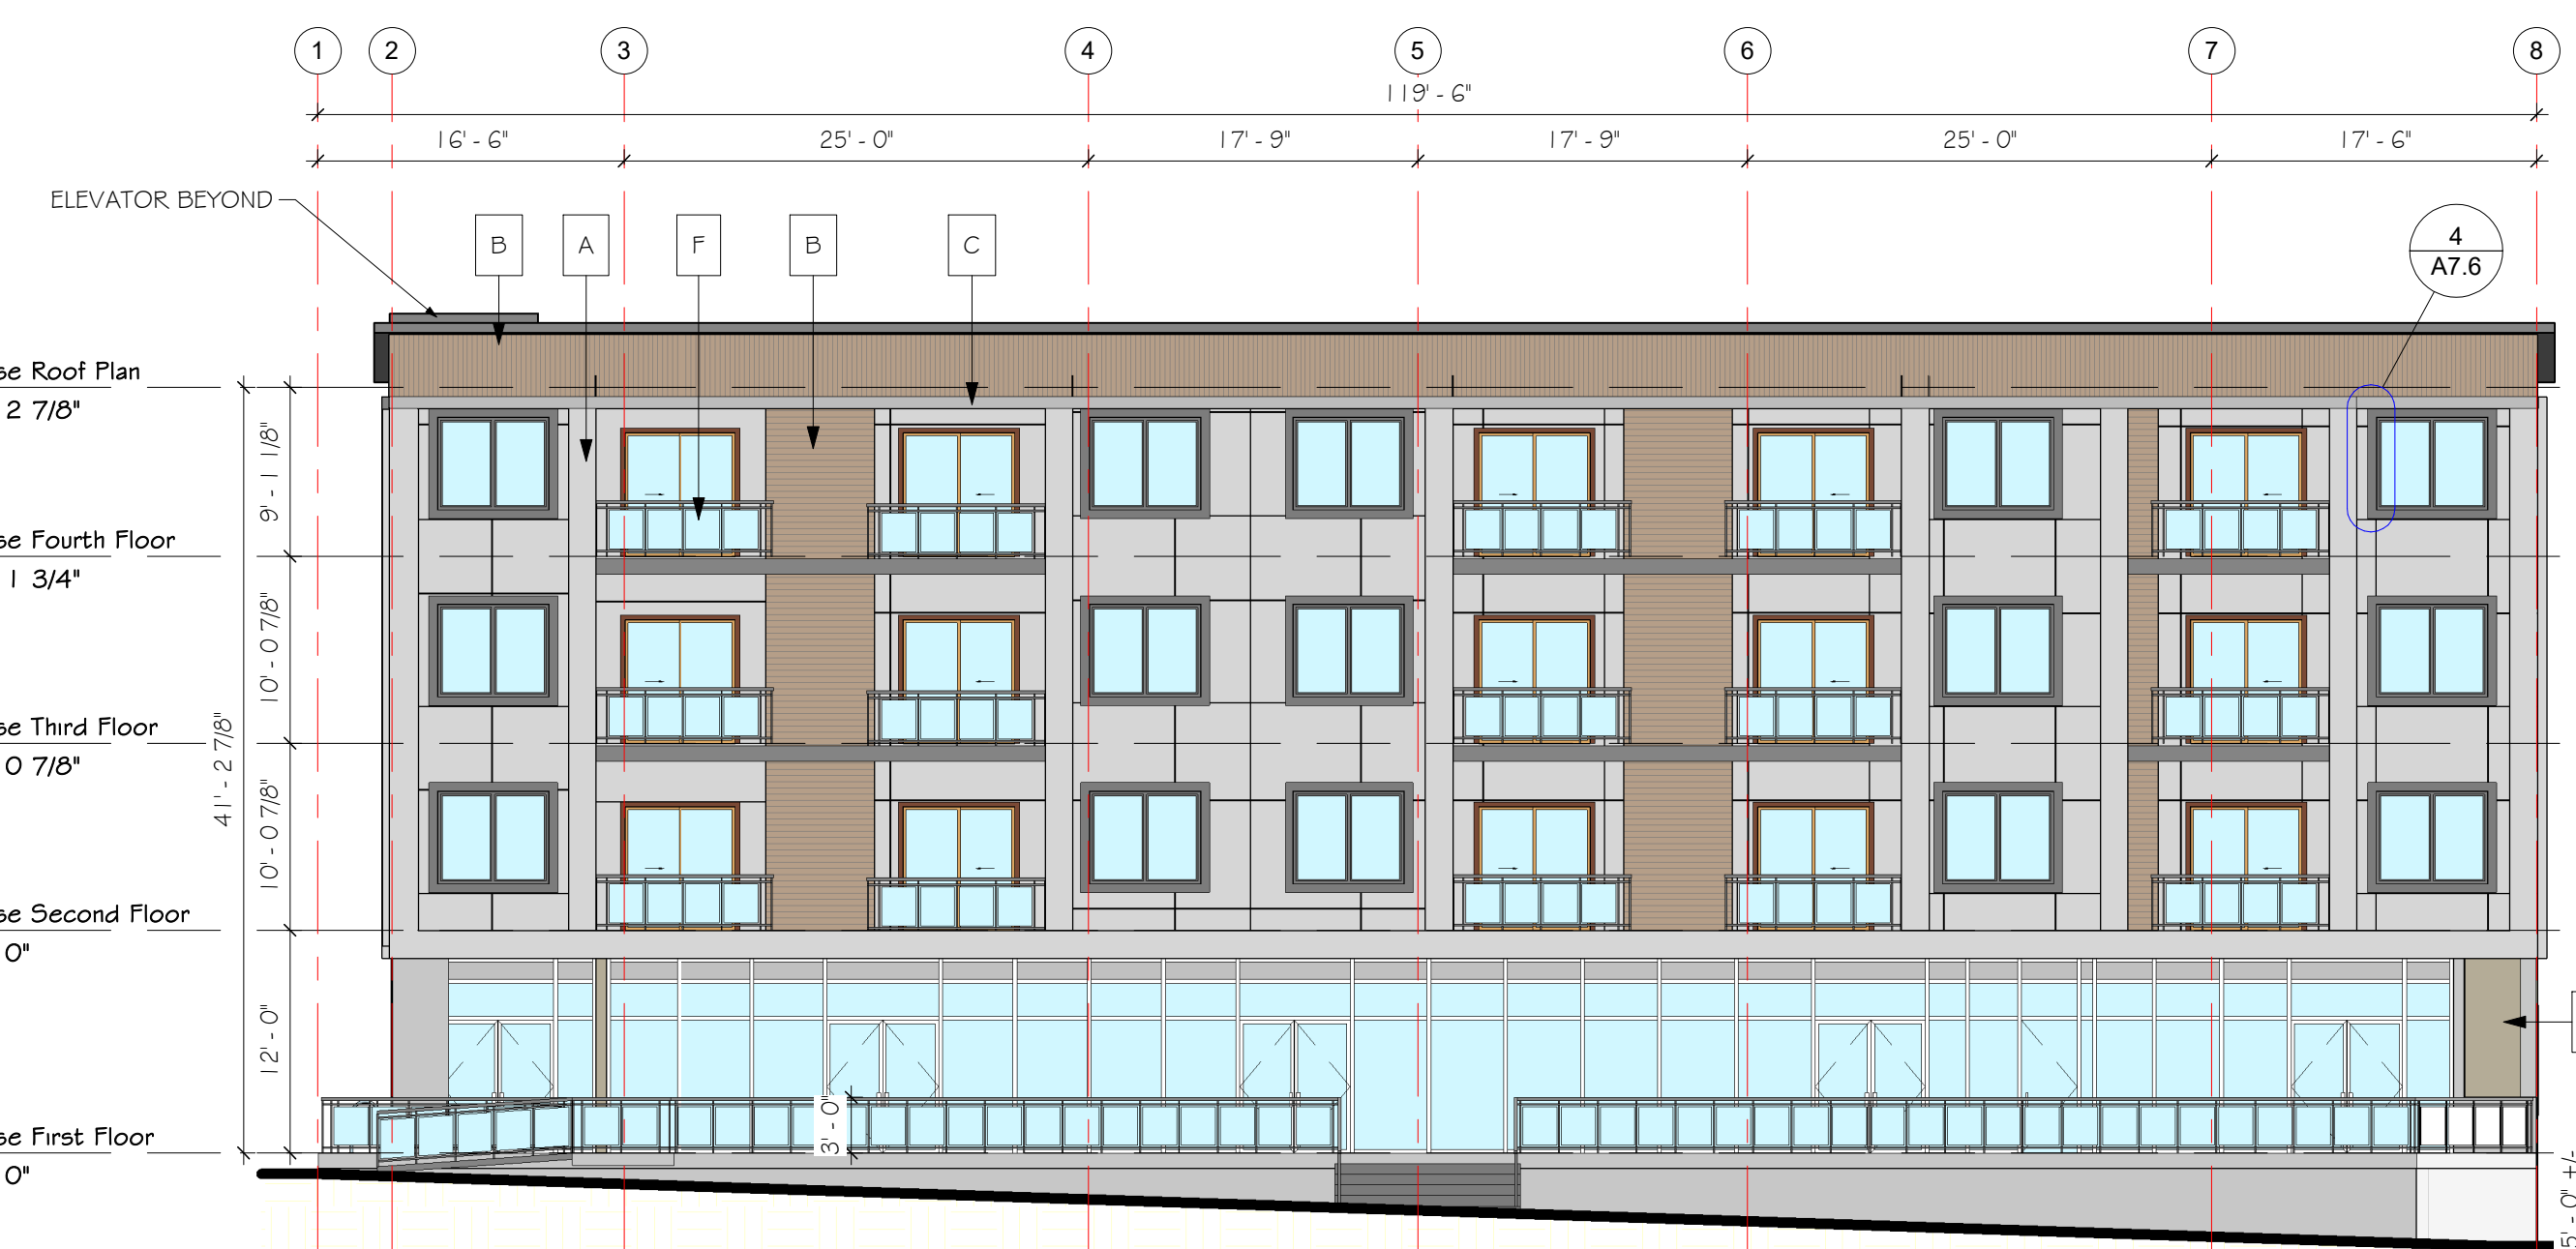 1 2 3 4 5 6 7 8
119' - 6"
16' - 6" 25' - 0" 17' - 9" 17' - 9" 25' - 0" 17' - 6"
ELEVATOR BEYOND
B A F B C
4
A7.6
se Roof Plan
2 7/8"
9' - 1 1/8"
se Fourth Floor
1 3/4"
10' - 0 7/8"
se Third Floor
0 7/8"
41' - 2 7/8"
10' - 0 7/8"
se Second Floor
0"
12' - 0"
3' - 0"
se First Floor
0"
5' - 0" +/-